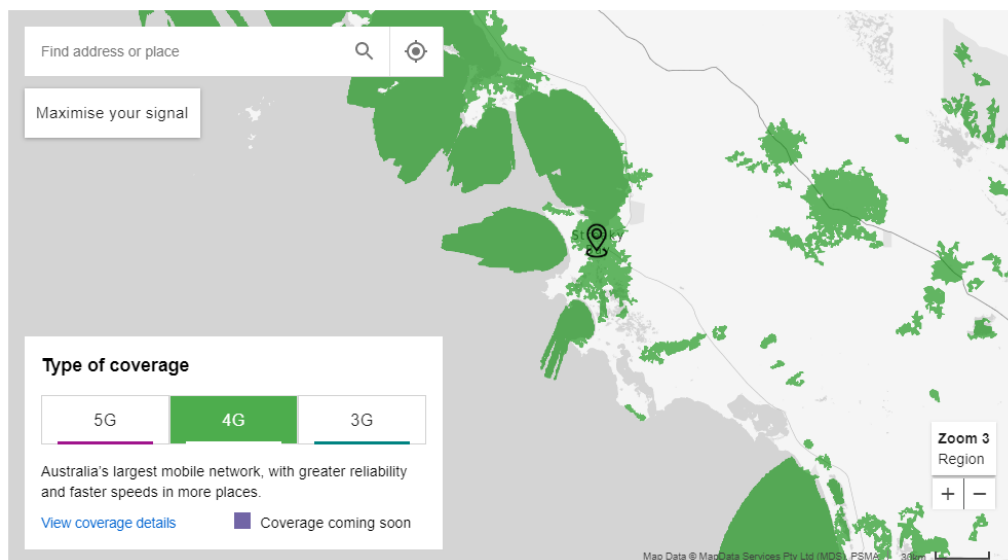 Find address or place
Maximise your signal
Type of coverage
5G
4G
3G
Australia's largest mobile network, with greater reliability
and faster speeds in more places.
View coverage details
Coverage coming soon
Zoom 3
Region
+
−
Map Data © MapData Services Pty Ltd (MDS), PSMA
30km